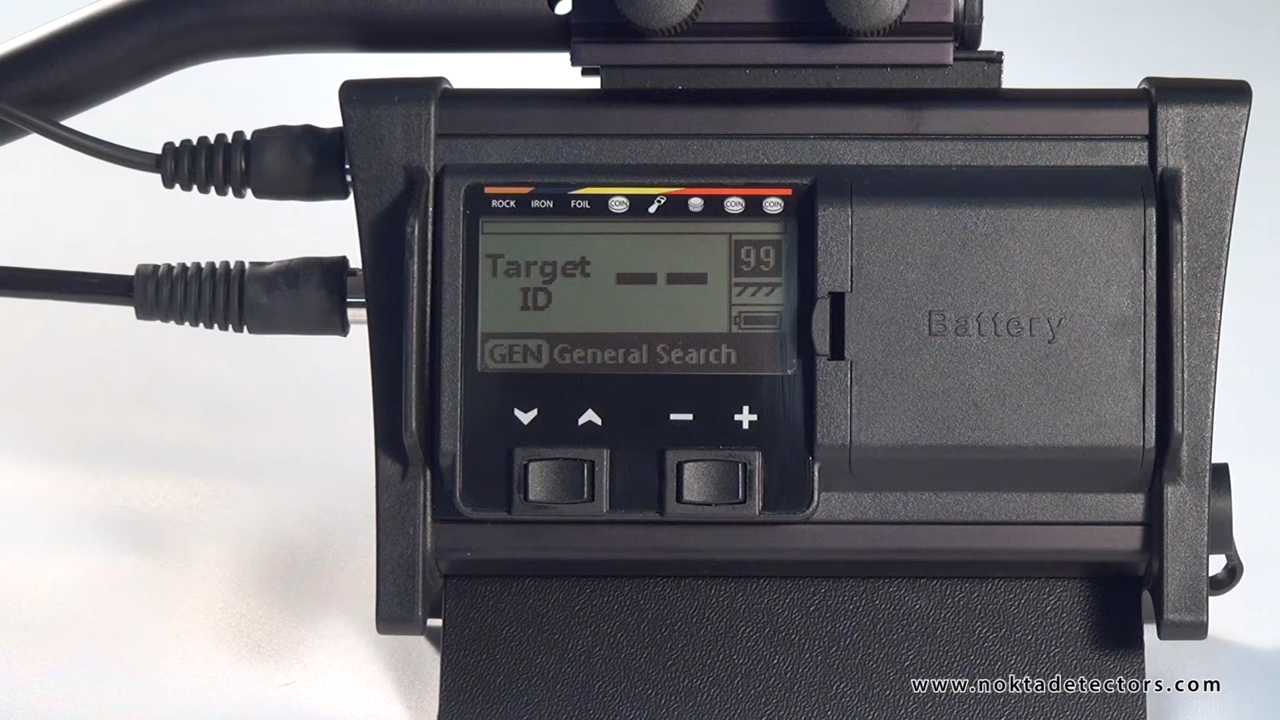 ROCK IRON FOIL COIN COIN COIN
Target
ID
-- 
99
GEN General Search
Battery
www.noktadetectors.com